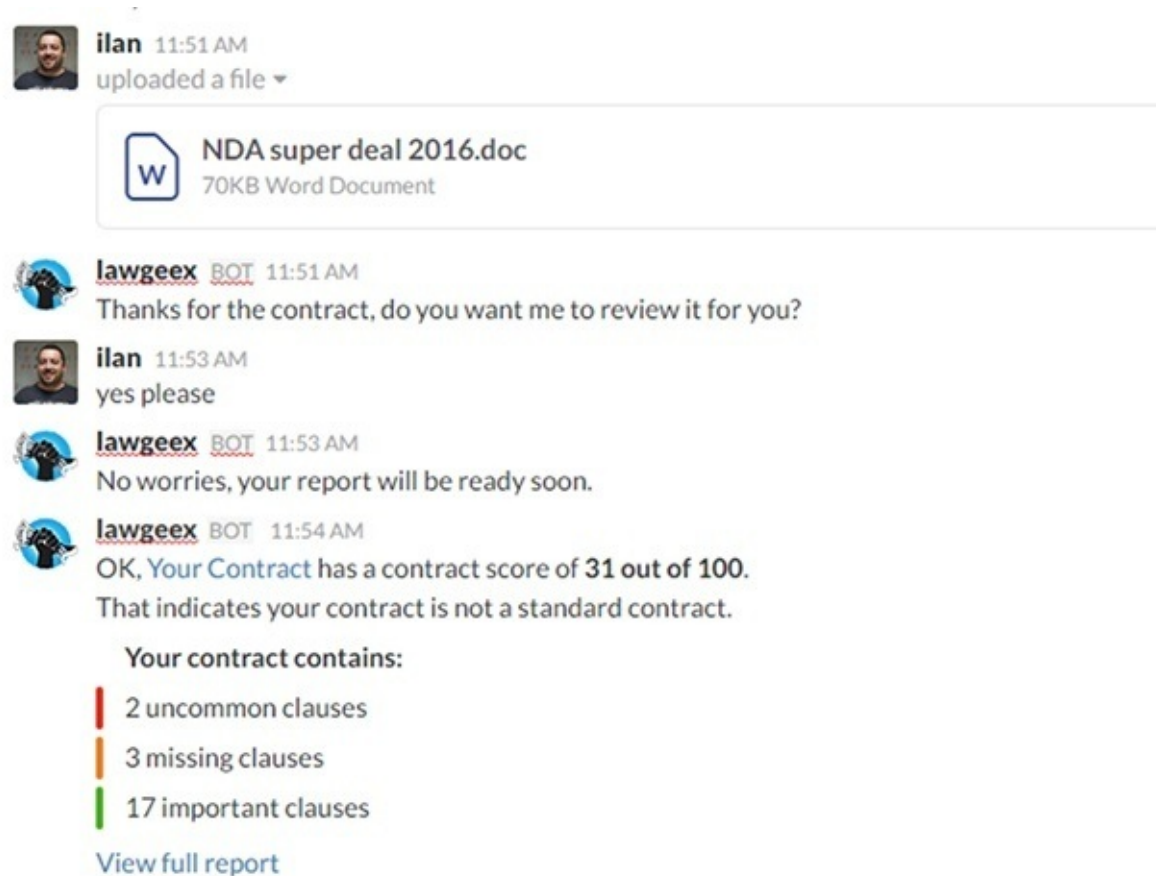 ilan 11:51 AM
uploaded a file
W
NDA super deal 2016.doc
70KB Word Document
lawgeex BOT 11:51 AM
Thanks for the contract, do you want me to review it for you?
ilan 11:53 AM
yes please
lawgeex BOT 11:53 AM
No worries, your report will be ready soon.
lawgeex BOT 11:54 AM
OK, Your Contract has a contract score of 31 out of 100.
That indicates your contract is not a standard contract.
Your contract contains:
2 uncommon clauses
3 missing clauses
17 important clauses
View full report